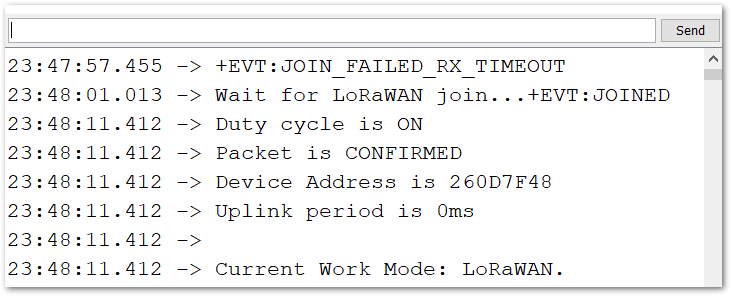 Send
23:47:57.455 -> +EVT:JOIN_FAILED_RX_TIMEOUT
23:48:01.013 -> Wait for LoRaWAN join...+EVT:JOINED
23:48:11.412 -> Duty cycle is ON
23:48:11.412 -> Packet is CONFIRMED
23:48:11.412 -> Device Address is 260D7F48
23:48:11.412 -> Uplink period is 0ms
23:48:11.412 ->
23:48:11.412 -> Current Work Mode: LoRaWAN.